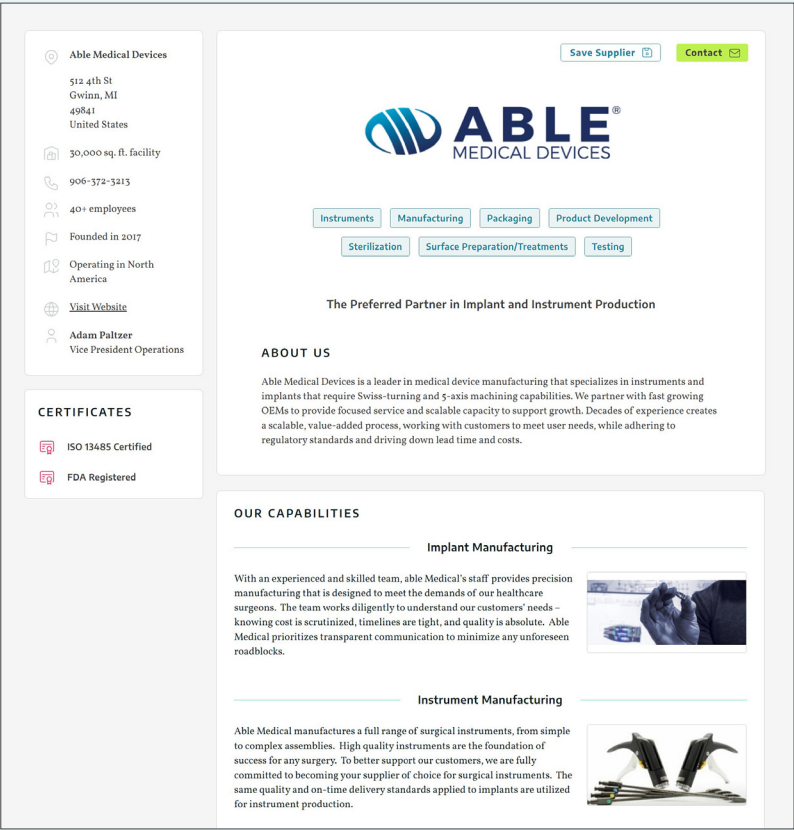 Able Medical Devices
512 4th St
Gwinn, MI
49841
United States
30,000 sq. ft. facility
906-372-3213
40+ employees
Founded in 2017
Operating in North
America
Visit Website
Adam Paltzer
Vice President Operations
CERTIFICATES
ISO 13485 Certified
FDA Registered
Save Supplier
Contact
ABLE®
MEDICAL DEVICES
Instruments
Manufacturing
Packaging
Product Development
Sterilization
Surface Preparation/Treatments
Testing
The Preferred Partner in Implant and Instrument Production
ABOUT US
Able Medical Devices is a leader in medical device manufacturing that specializes in instruments and
implants that require Swiss-turning and 5-axis machining capabilities. We partner with fast growing
OEMs to provide focused service and scalable capacity to support growth. Decades of experience creates
a scalable, value-added process, working with customers to meet user needs, while adhering to
regulatory standards and driving down lead time and costs.
OUR CAPABILITIES
Implant Manufacturing
With an experienced and skilled team, able Medical's staff provides precision
manufacturing that is designed to meet the demands of our healthcare
surgeons. The team works diligently to understand our customers' needs –
knowing cost is scrutinized, timelines are tight, and quality is absolute. Able
Medical prioritizes transparent communication to minimize any unforeseen
roadblocks.
Instrument Manufacturing
Able Medical manufactures a full range of surgical instruments, from simple
to complex assemblies. High quality instruments are the foundation of
success for any surgery. To better support our customers, we are fully
committed to becoming your supplier of choice for surgical instruments. The
same quality and on-time delivery standards applied to implants are utilized
for instrument production.